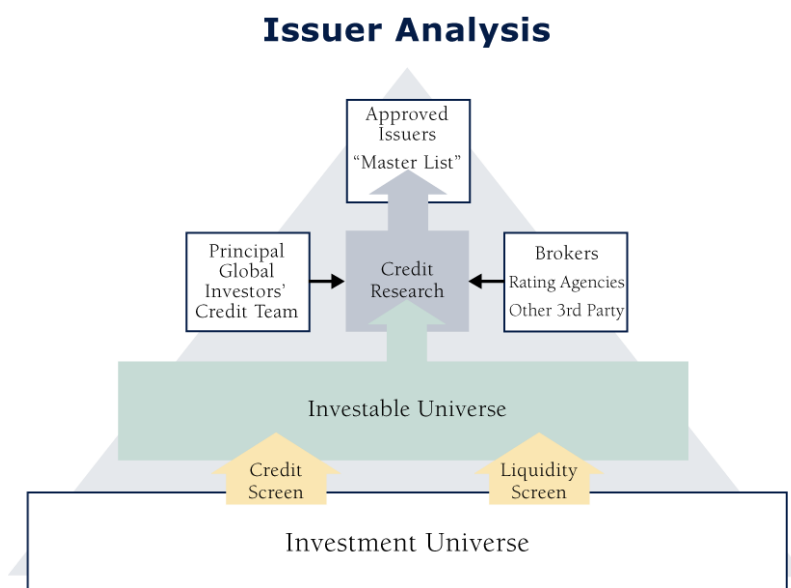 Issuer Analysis
Approved
Issuers
“Master List”
Principal
Global
Investors’
Credit Team
Credit
Research
Brokers
Rating Agencies
Other 3rd Party
Investable Universe
Credit
Screen
Liquidity
Screen
Investment Universe